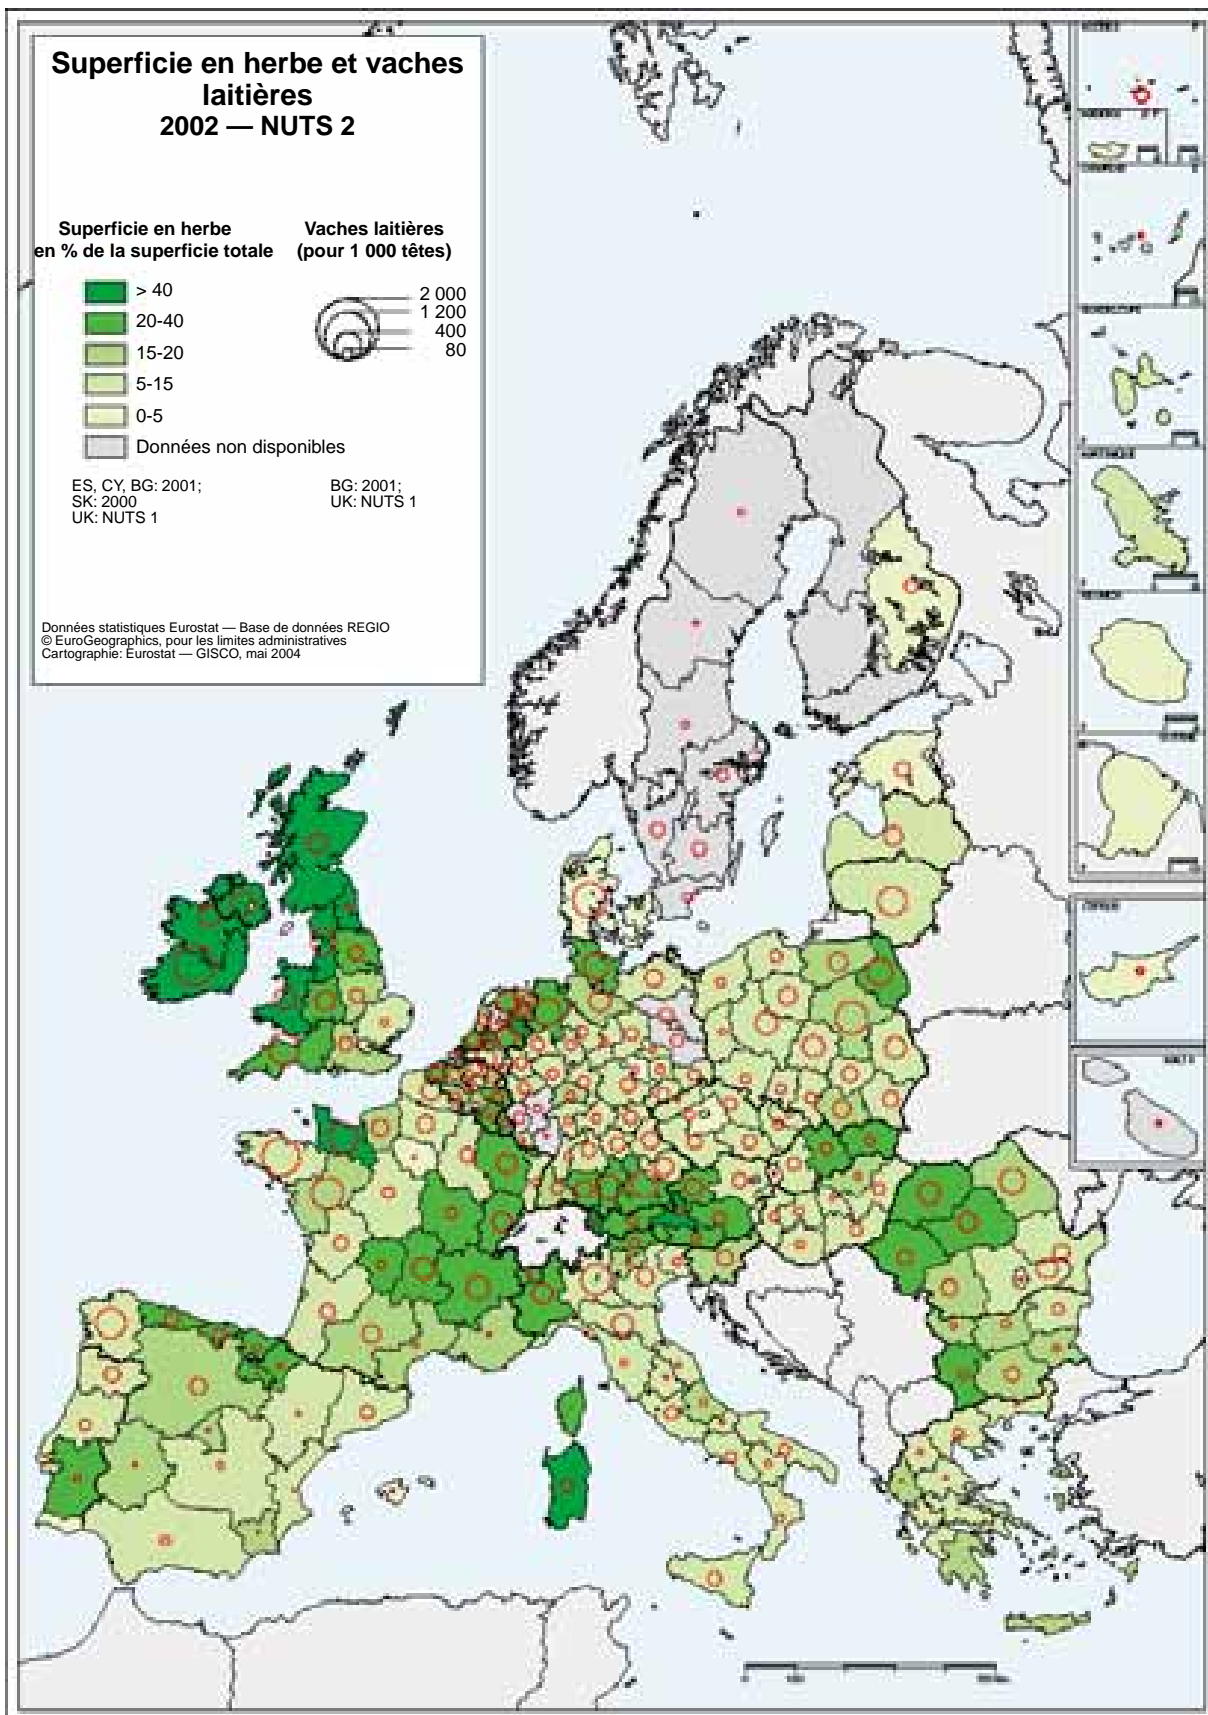 Superficie en herbe et vaches
laitières
2002 — NUTS 2
Superficie en herbe
en % de la superficie totale
> 40
20-40
15-20
5-15
0-5
Données non disponibles
Vaches laitières
(pour 1 000 têtes)
2 000
1 200
400
80
ES, CY, BG: 2001;
SK: 2000
UK: NUTS 1
BG: 2001;
UK: NUTS 1
Données statistiques Eurostat — Base de données REGIO
© EuroGeographics, pour les limites administratives
Cartographie: Eurostat — GISCO, mai 2004